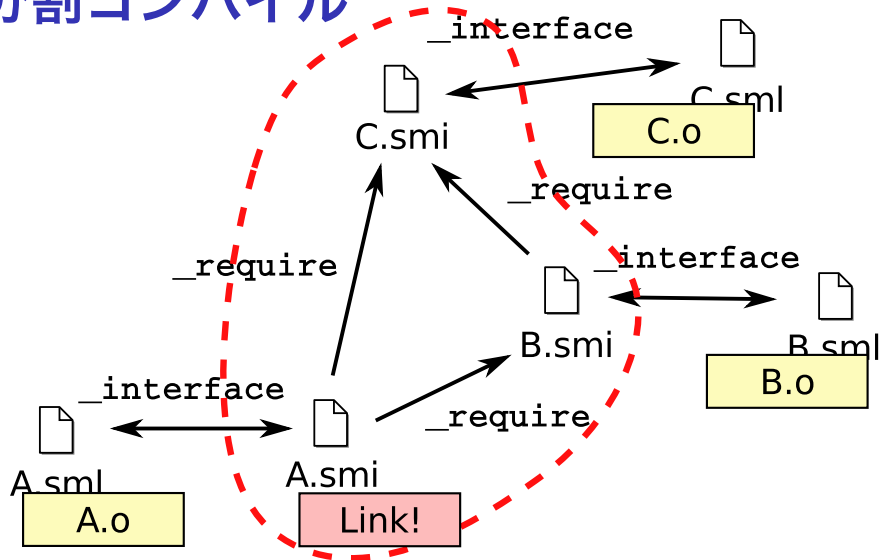 分割コンパイル
_interface
C.smi
C.sml
C.o
_require
_require
_interface
B.smi
B.sml
B.o
_interface
_require
A.sml
A.o
A.smi
Link!